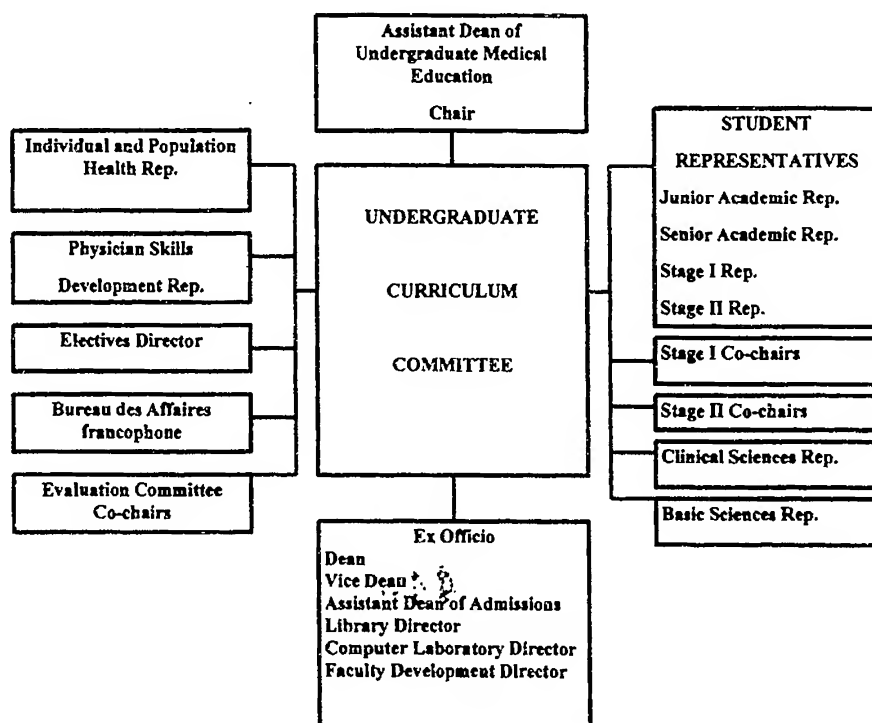 Assistant Dean of
Undergraduate Medical
Education
Chair
Individual and Population
Health Rep.
Physician Skills
Development Rep.
Electives Director
Bureau des Affaires
francophone
Evaluation Committee
Co-chairs
UNDERGRADUATE
CURRICULUM
COMMITTEE
STUDENT
REPRESENTATIVES
Junior Academic Rep.
Senior Academic Rep.
Stage I Rep.
Stage II Rep.
Stage I Co-chairs
Stage II Co-chairs
Clinical Sciences Rep.
Basic Sciences Rep.
Ex Officio
Dean
Vice Dean
Assistant Dean of Admissions
Library Director
Computer Laboratory Director
Faculty Development Director